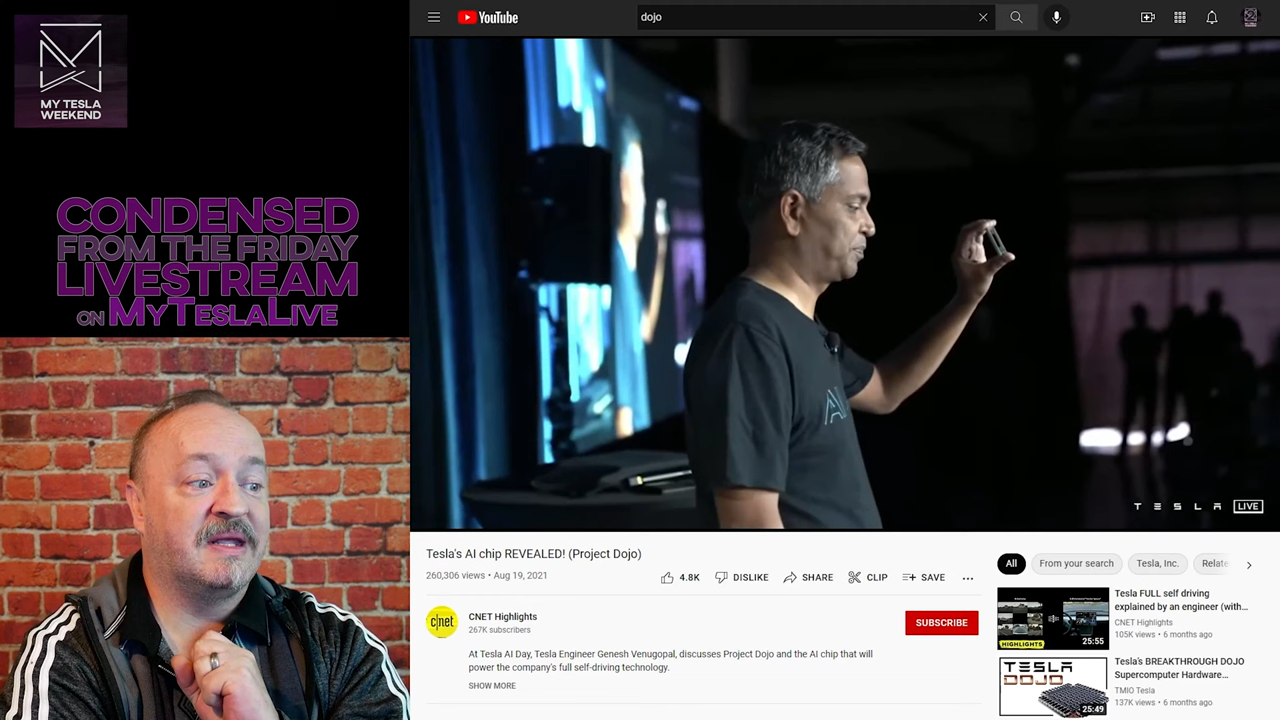 MY TESLA
WEEKEND
CONDENSED
FROM THE FRIDAY
LIVESTREAM
ON MYTESLALIVE
YouTube
dojo
AI
TESLA LIVE
Tesla's AI chip REVEALED! (Project Dojo)
260,306 views • Aug 19, 2021
4.8K
DISLIKE
SHARE
CLIP
SAVE
c|net
CNET Highlights
267K subscribers
SUBSCRIBE
At Tesla AI Day, Tesla Engineer Genesh Venugopal, discusses Project Dojo and the AI chip that will
power the company's full self-driving technology.
SHOW MORE
All
From your search
Tesla, Inc.
Relate
HIGHLIGHTS
25:55
Tesla FULL self driving
explained by an engineer (with…
CNET Highlights
105K views • 6 months ago
TESLA
DOJO
25:49
Tesla's BREAKTHROUGH DOJO
Supercomputer Hardware…
TMIO Tesla
137K views • 6 months ago